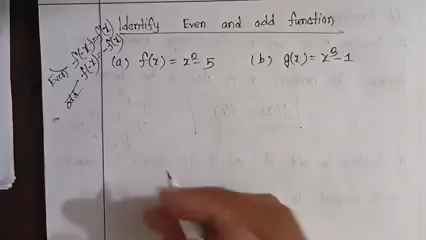 Identify Even and odd function
Even f(-x)=f(x)
odd f(-x)=-f(x)
(a) f(x) = x²- 5 (b) g(x) = x³-1